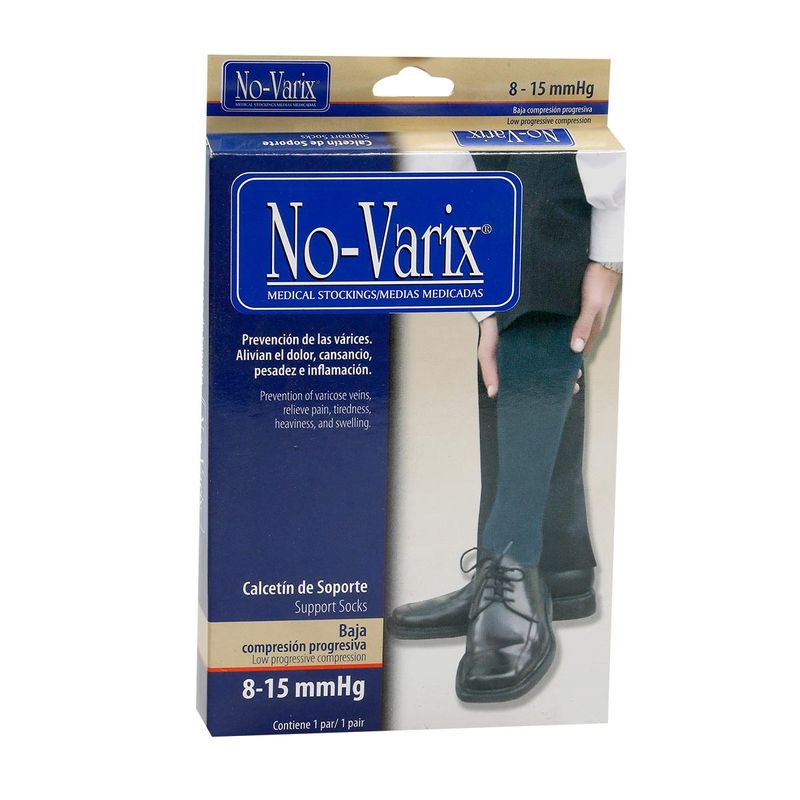 No-Varix®
MEDICAL STOCKINGS/MEDIAS MEDICADAS
8 - 15 mmHg
Baja compresión progresiva
Low progressive compression
Calcetín de Soporte
Support Socks
No-Varix®
MEDICAL STOCKINGS/MEDIAS MEDICADAS
Prevención de las várices.
Alivian el dolor, cansancio,
pesadez e inflamación.
Prevention of varicose veins,
relieve pain, tiredness,
heaviness, and swelling.
Calcetín de Soporte
Support Socks
Baja
compresión progresiva
Low progressive compression
8-15 mmHg
Contiene 1 par/ 1 pair